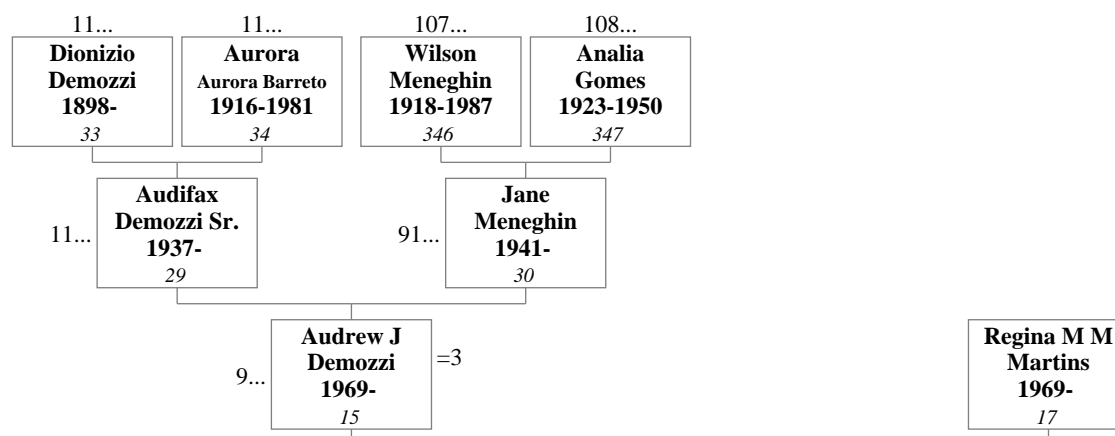 11...
Dionizio
Demozzi
1898-
33
11...
Aurora
Aurora Barreto
1916-1981
34
107...
Wilson
Meneghin
1918-1987
346
108...
Analia
Gomes
1923-1950
347
11...
Audifax
Demozzi Sr.
1937-
29
91...
Jane
Meneghin
1941-
30
9...
Audrew J
Demozzi
1969-
15
=3
Regina M M
Martins
1969-
17